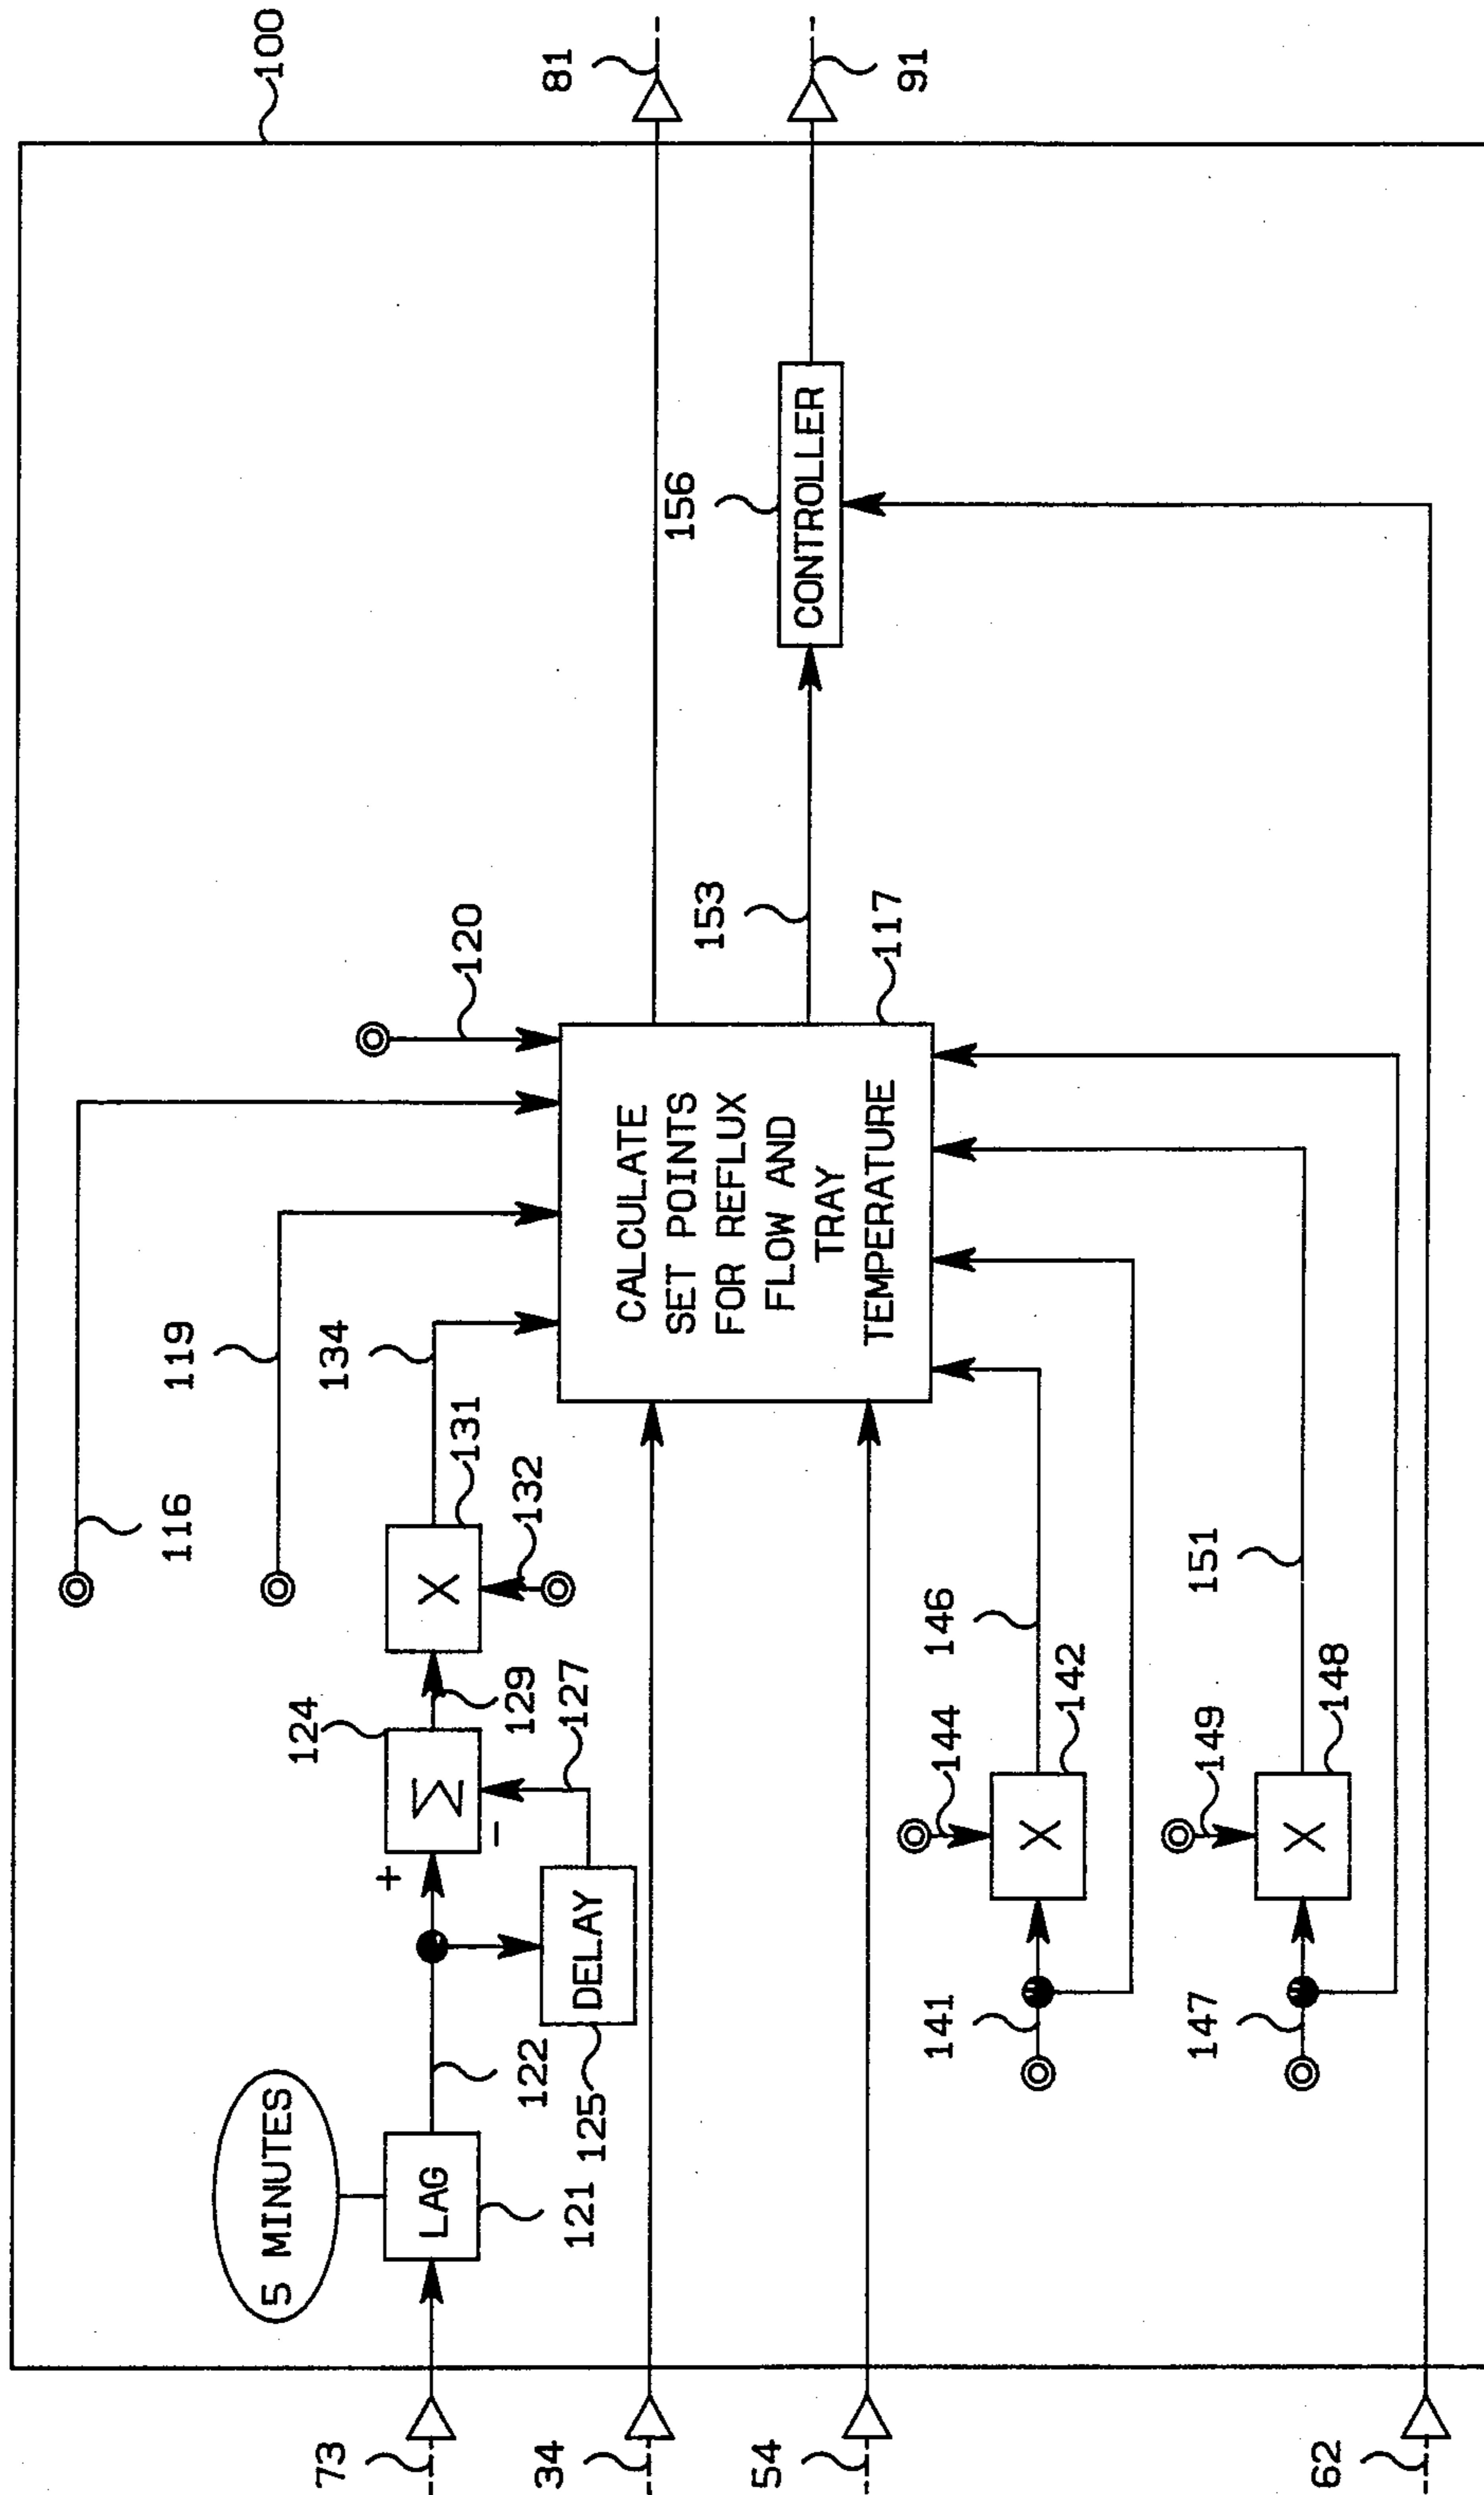 100
81
91
5 MINUTES
73
LAG
121
122
+
124
Σ
−
DELAY
125
127
129
X
131
132
134
119
116
120
34
54
CALCULATE
SET POINTS
FOR REFLUX
FLOW AND
TRAY
TEMPERATURE
117
153
156
CONTROLLER
141
144
X
142
146
147
149
X
148
151
62